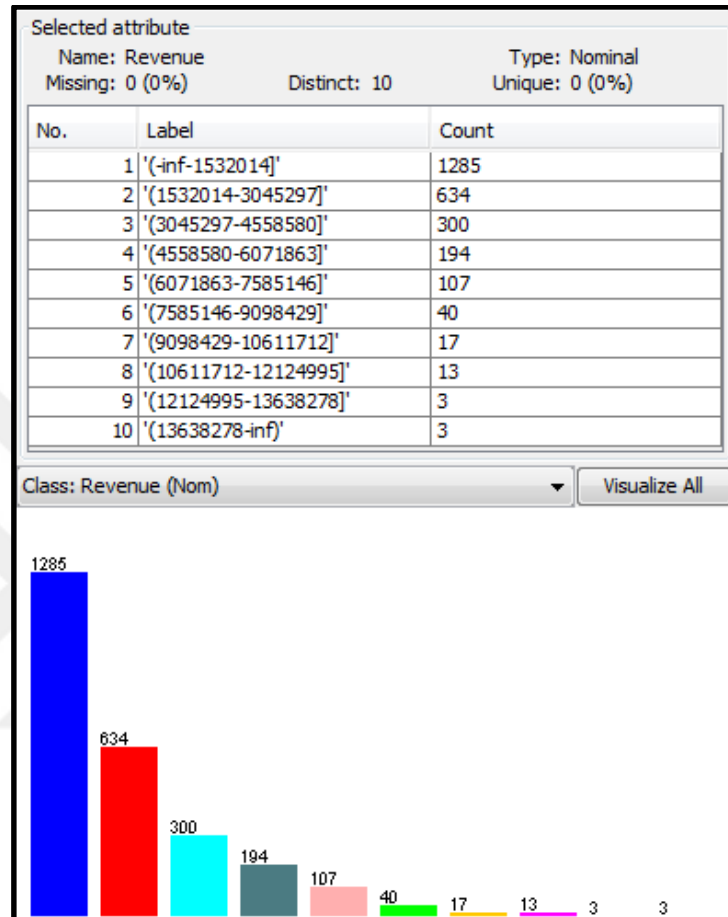 Selected attribute
Name: Revenue Type: Nominal
Missing: 0 (0%) Distinct: 10 Unique: 0 (0%)
No. Label Count
1 '(-inf-1532014]' 1285
2 '(1532014-3045297]' 634
3 '(3045297-4558580]' 300
4 '(4558580-6071863]' 194
5 '(6071863-7585146]' 107
6 '(7585146-9098429]' 40
7 '(9098429-10611712]' 17
8 '(10611712-12124995]' 13
9 '(12124995-13638278]' 3
10 '(13638278-inf)' 3
Class: Revenue (Nom) Visualize All
1285
634
300
194
107
40
17
13
3
3